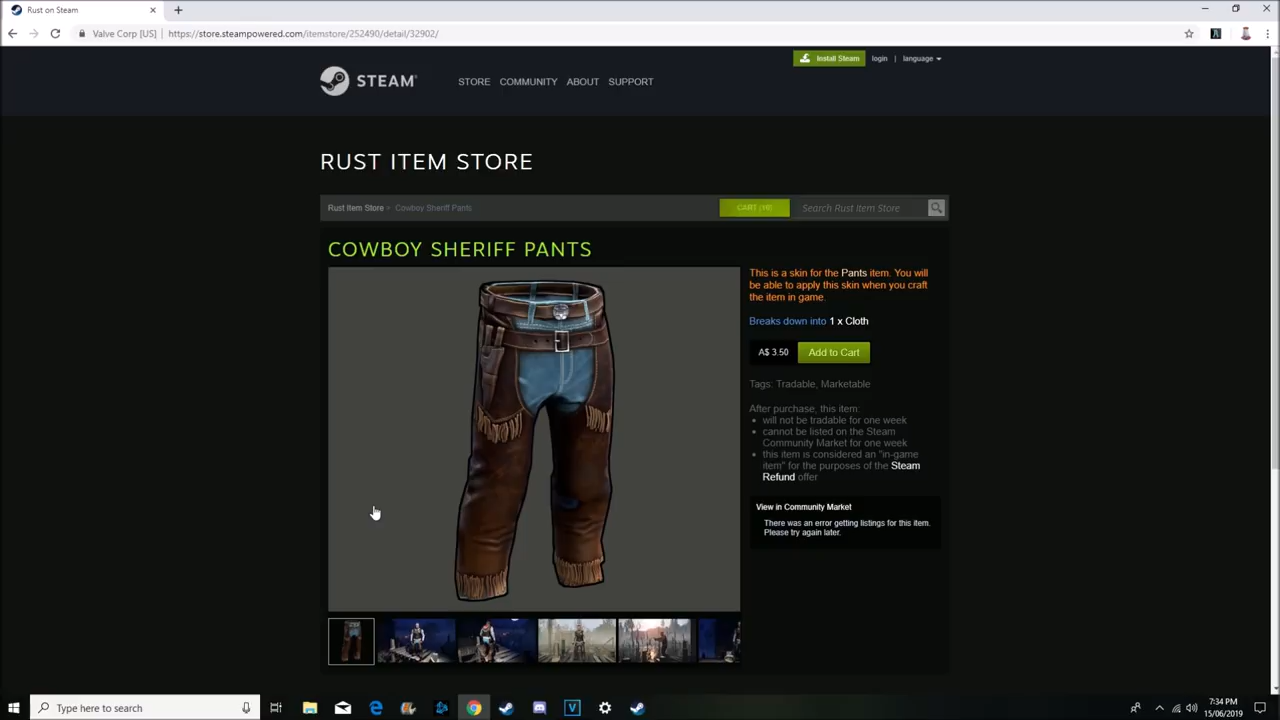 Rust on Steam
Valve Corp [US]
https://store.steampowered.com/itemstore/252490/detail/32902/
Install Steam
login
language
STEAM
STORE
COMMUNITY
ABOUT
SUPPORT
RUST ITEM STORE
Rust Item Store
Cowboy Sheriff Pants
Search Rust Item Store
COWBOY SHERIFF PANTS
This is a skin for the Pants item. You will
be able to apply this skin when you craft
the item in game.
Breaks down into 1 x Cloth
A$ 3.50
Add to Cart
Tags: Tradable, Marketable
After purchase, this item:
will not be tradable for one week
cannot be listed on the Steam
Community Market for one week
this item is considered an "in-game
item" for the purposes of the Steam
Refund offer
View in Community Market
There was an error getting listings for this item.
Please try again later.
Type here to search
7:34 PM
15/06/2019